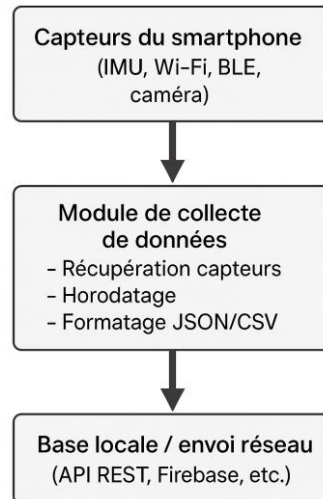 Capteurs du smartphone
(IMU, Wi-Fi, BLE,
caméra)
Module de collecte
de données
– Récupération capteurs
– Horodatage
– Formatage JSON/CSV
Base locale / envoi réseau
(API REST, Firebase, etc.)